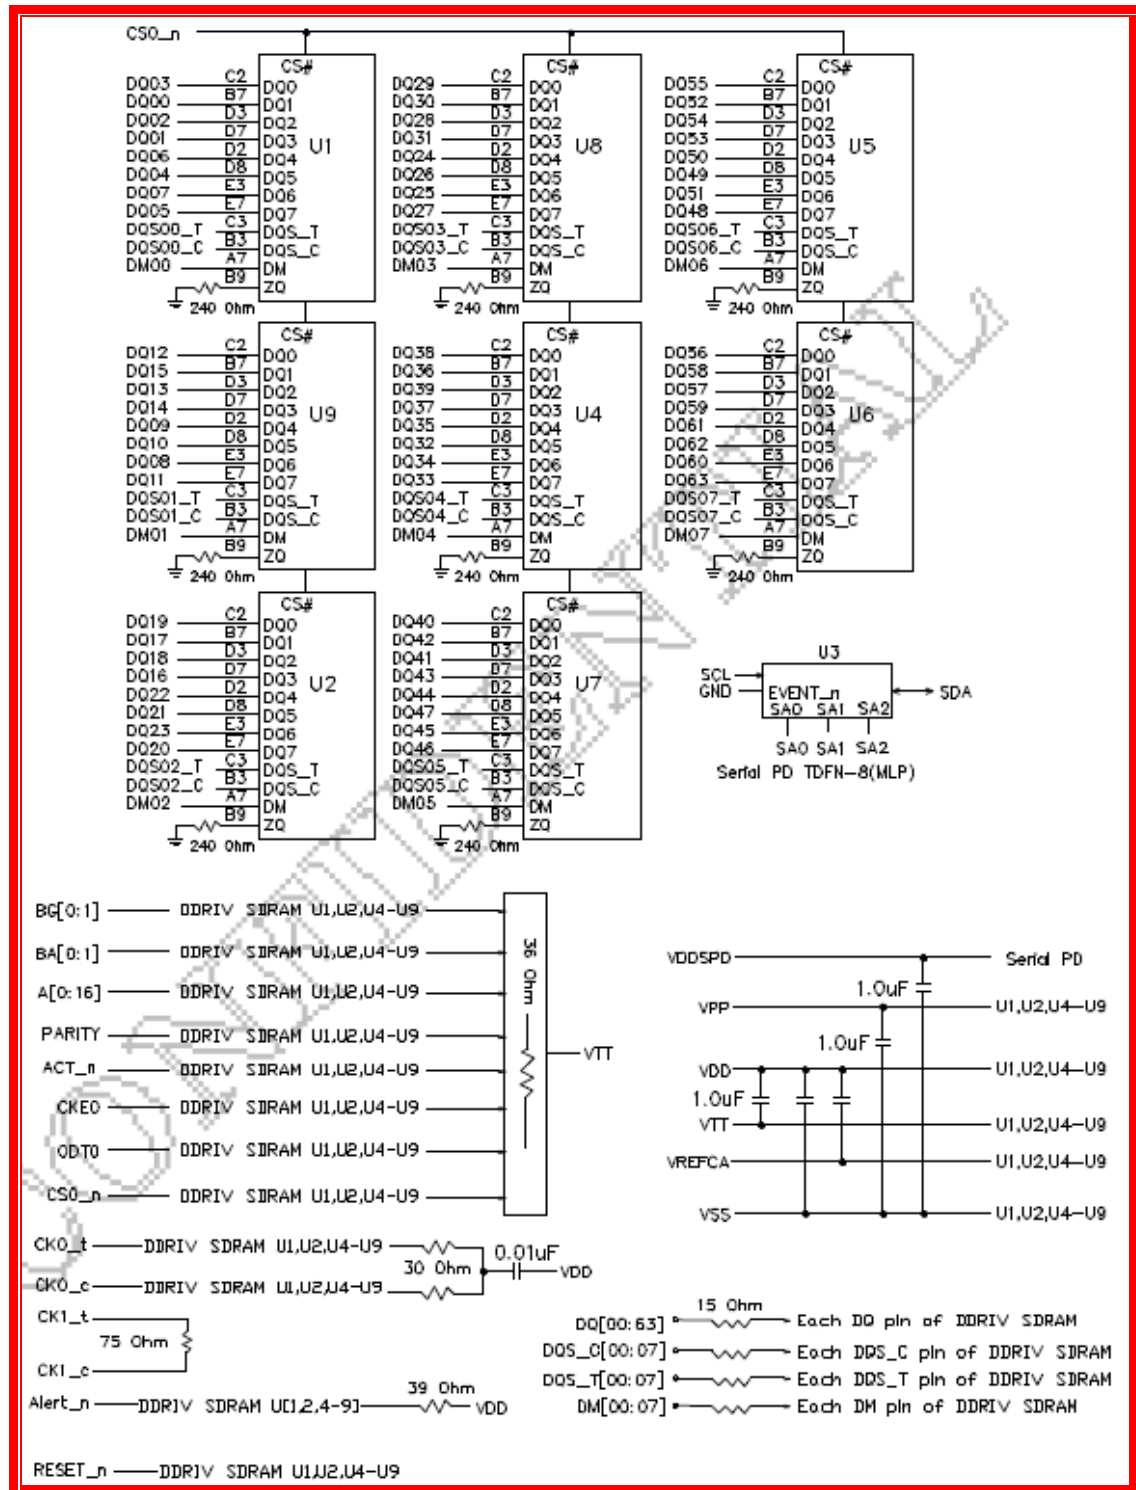 CS0_n
CS#
DQ03 C2 DQ0
DQ00 B7 DQ1
DQ02 D3 DQ2
DQ01 D7 DQ3
DQ06 D2 DQ4
DQ04 D8 DQ5
DQ07 E3 DQ6
DQ05 E7 DQ7
DQS00_T C3 DQS_T
DQS00_C B3 DQS_C
DM00 A7 DM
B9 ZQ
240 Ohm
U1
CS#
DQ29 C2 DQ0
DQ30 B7 DQ1
DQ28 D3 DQ2
DQ31 D7 DQ3
DQ24 D2 DQ4
DQ26 D8 DQ5
DQ25 E3 DQ6
DQ27 E7 DQ7
DQS03_T C3 DQS_T
DQS03_C B3 DQS_C
DM03 A7 DM
B9 ZQ
240 Ohm
U8
CS#
DQ55 C2 DQ0
DQ52 B7 DQ1
DQ54 D3 DQ2
DQ53 D7 DQ3
DQ50 D2 DQ4
DQ49 D8 DQ5
DQ51 E3 DQ6
DQ48 E7 DQ7
DQS06_T C3 DQS_T
DQS06_C B3 DQS_C
DM06 A7 DM
B9 ZQ
240 Ohm
U5
CS#
DQ12 C2 DQ0
DQ15 B7 DQ1
DQ13 D3 DQ2
DQ14 D7 DQ3
DQ09 D2 DQ4
DQ10 D8 DQ5
DQ08 E3 DQ6
DQ11 E7 DQ7
DQS01_T C3 DQS_T
DQS01_C B3 DQS_C
DM01 A7 DM
B9 ZQ
240 Ohm
U9
CS#
DQ38 C2 DQ0
DQ36 B7 DQ1
DQ39 D3 DQ2
DQ37 D7 DQ3
DQ35 D2 DQ4
DQ32 D8 DQ5
DQ34 E3 DQ6
DQ33 E7 DQ7
DQS04_T C3 DQS_T
DQS04_C B3 DQS_C
DM04 A7 DM
B9 ZQ
240 Ohm
U4
CS#
DQ56 C2 DQ0
DQ58 B7 DQ1
DQ57 D3 DQ2
DQ59 D7 DQ3
DQ61 D2 DQ4
DQ62 D8 DQ5
DQ60 E3 DQ6
DQ63 E7 DQ7
DQS07_T C3 DQS_T
DQS07_C B3 DQS_C
DM07 A7 DM
B9 ZQ
240 Ohm
U6
CS#
DQ19 C2 DQ0
DQ17 B7 DQ1
DQ18 D3 DQ2
DQ16 D7 DQ3
DQ22 D2 DQ4
DQ21 D8 DQ5
DQ23 E3 DQ6
DQ20 E7 DQ7
DQS02_T C3 DQS_T
DQS02_C B3 DQS_C
DM02 A7 DM
B9 ZQ
240 Ohm
U2
CS#
DQ40 C2 DQ0
DQ42 B7 DQ1
DQ41 D3 DQ2
DQ43 D7 DQ3
DQ44 D2 DQ4
DQ47 D8 DQ5
DQ45 E3 DQ6
DQ46 E7 DQ7
DQS05_T C3 DQS_T
DQS05_C B3 DQS_C
DM05 A7 DM
B9 ZQ
240 Ohm
U7
U3
SCL
GND
EVENT_n
SDA
SA0 SA1 SA2
SA0 SA1 SA2
Serial PD TDFN-8(MLP)
BG[0:1] DDRIV SDRAM U1,U2,U4-U9
BA[0:1] DDRIV SDRAM U1,U2,U4-U9
A[0:16] DDRIV SDRAM U1,U2,U4-U9
PARITY DDRIV SDRAM U1,U2,U4-U9
ACT_n DDRIV SDRAM U1,U2,U4-U9
CKE0 DDRIV SDRAM U1,U2,U4-U9
ODT0 DDRIV SDRAM U1,U2,U4-U9
CS0_n DDRIV SDRAM U1,U2,U4-U9
36 Ohm
VTT
VDDSPD Serial PD
1.0uF
VPP U1,U2,U4-U9
1.0uF
VDD U1,U2,U4-U9
1.0uF
VTT U1,U2,U4-U9
VREFCA U1,U2,U4-U9
VSS U1,U2,U4-U9
CK0_t DDRIV SDRAM U1,U2,U4-U9
30 Ohm
0.01uF
VDD
CK0_c DDRIV SDRAM U1,U2,U4-U9
CK1_t
75 Ohm
CK1_c
Alert_n DDRIV SDRAM U[1,2,4-9]
39 Ohm
VDD
15 Ohm
DQ[00:63] Each DQ pin of DDRIV SDRAM
DQS_C[00:07] Each DQS_C pin of DDRIV SDRAM
DQS_T[00:07] Each DQS_T pin of DDRIV SDRAM
DM[00:07] Each DM pin of DDRIV SDRAM
RESET_n DDRIV SDRAM U1,U2,U4-U9
CONFIDENTIAL